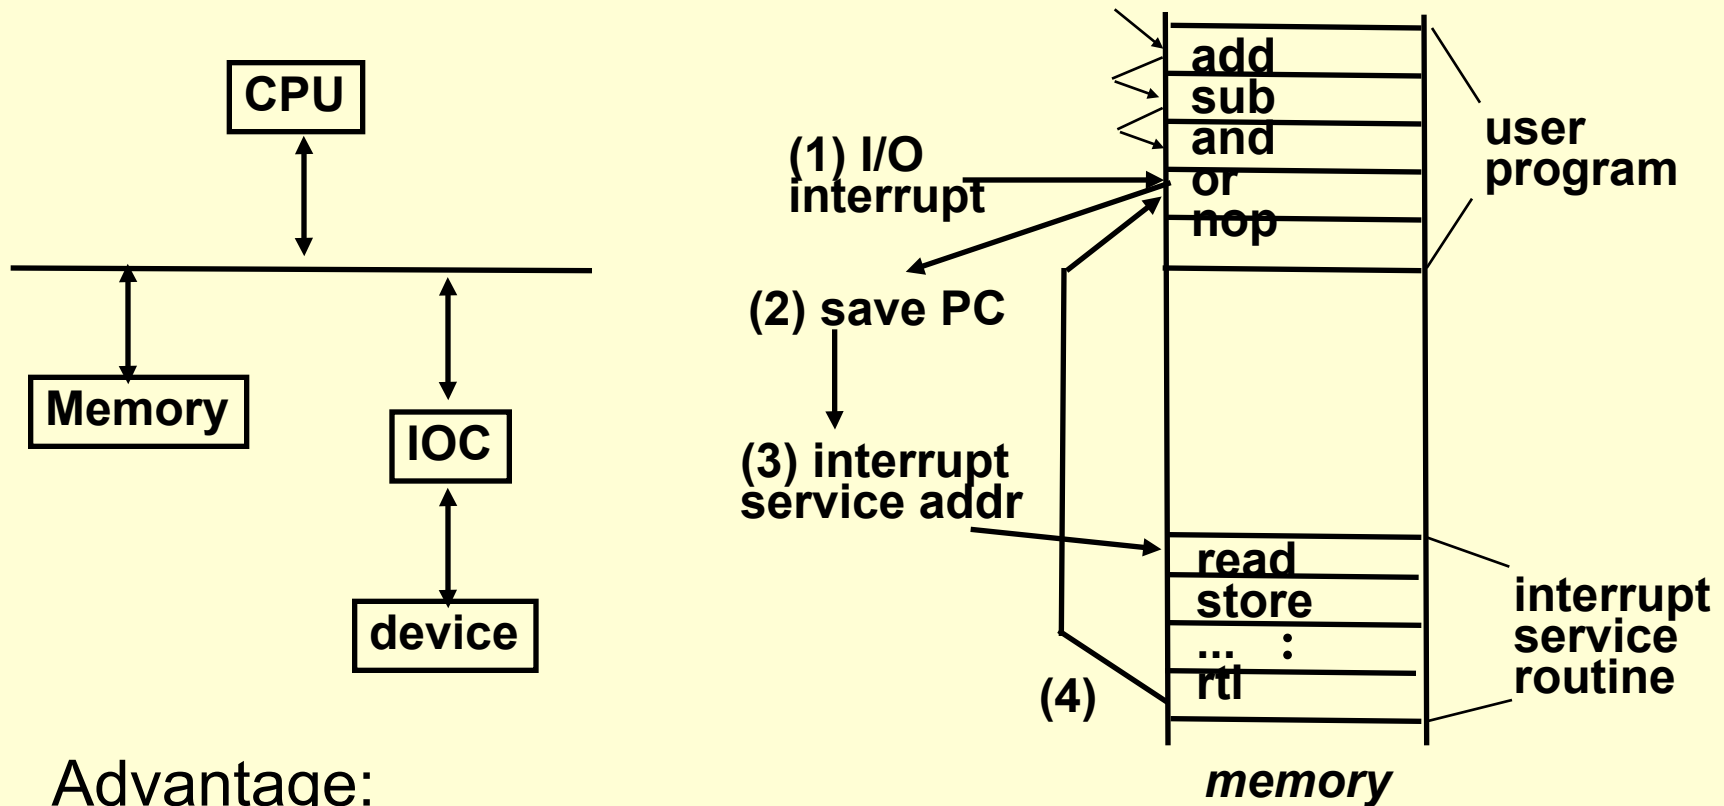 CPU
Memory
IOC
device
(1) I/O
interrupt
(2) save PC
(3) interrupt
service addr
(4)
add
sub
and
or
nop
user
program
read
store
... :
rti
interrupt
service
routine
memory
Advantage: